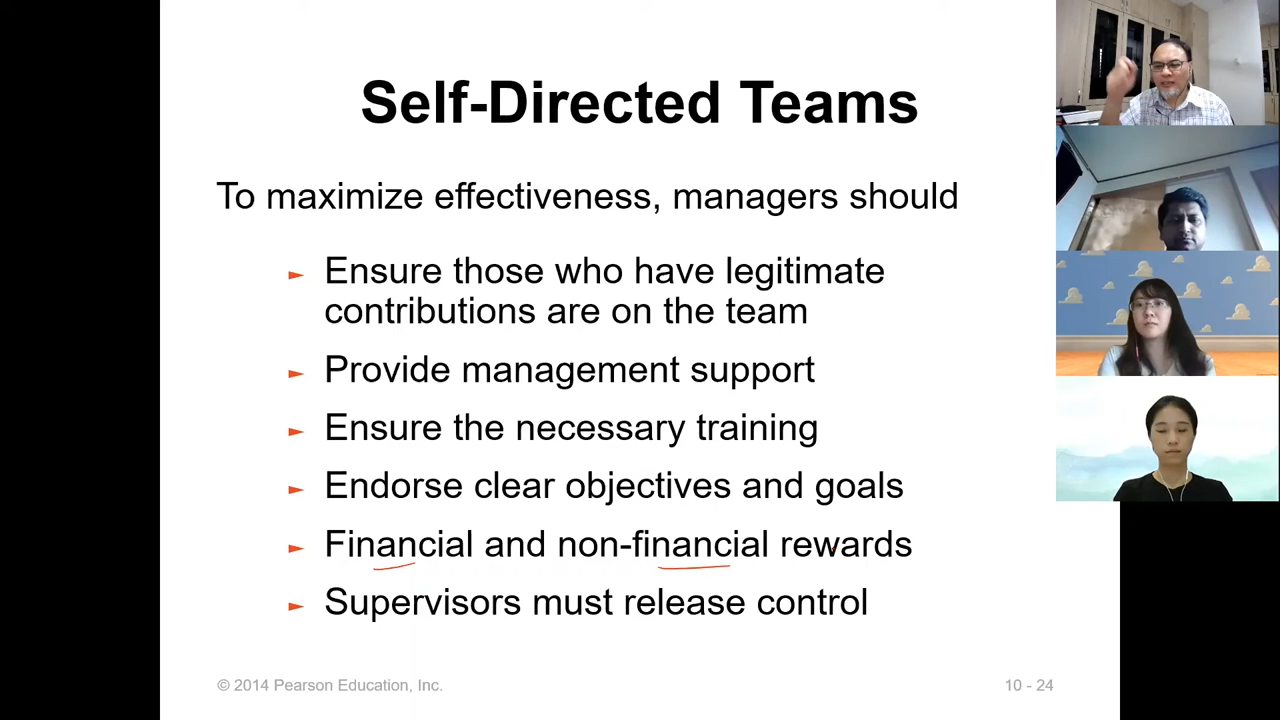 Self-Directed Teams
To maximize effectiveness, managers should
► Ensure those who have legitimate
contributions are on the team
► Provide management support
► Ensure the necessary training
► Endorse clear objectives and goals
► Financial and non-financial rewards
► Supervisors must release control
© 2014 Pearson Education, Inc.
10 - 24